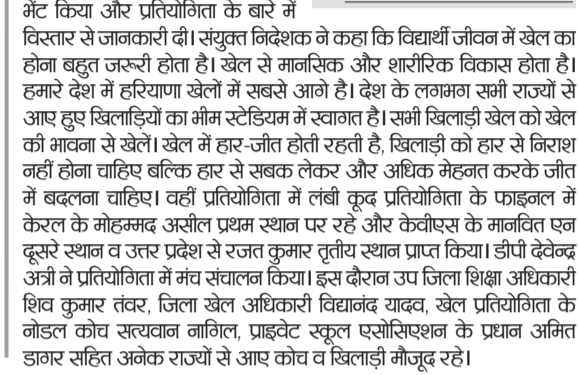 भेंट किया और प्रतियोगिता के बारे में
विस्तार से जानकारी दी। संयुक्त निदेशक ने कहा कि विद्यार्थी जीवन में खेल का
होना बहुत जरूरी होता है। खेल से मानसिक और शारीरिक विकास होता है।
हमारे देश में हरियाणा खेलों में सबसे आगे है। देश के लगभग सभी राज्यों से
आए हुए खिलाड़ियों का भीम स्टेडियम में स्वागत है। सभी खिलाड़ी खेल को खेल
की भावना से खेलें। खेल में हार-जीत होती रहती है, खिलाड़ी को हार से निराश
नहीं होना चाहिए बल्कि हार से सबक लेकर और अधिक मेहनत करके जीत
में बदलना चाहिए। वहीं प्रतियोगिता में लंबी कूद प्रतियोगिता के फाइनल में
केरल के मोहम्मद असील प्रथम स्थान पर रहे और केवीएस के मानवित एन
दूसरे स्थान व उत्तर प्रदेश से रजत कुमार तृतीय स्थान प्राप्त किया। डीपी देवेन्द्र
अत्री ने प्रतियोगिता में मंच संचालन किया। इस दौरान उप जिला शिक्षा अधिकारी
शिव कुमार तंवर, जिला खेल अधिकारी विद्यानंद यादव, खेल प्रतियोगिता के
नोडल कोच सत्यवान नागिल, प्राइवेट स्कूल एसोसिएशन के प्रधान अमित
डागर सहित अनेक राज्यों से आए कोच व खिलाड़ी मौजूद रहे।